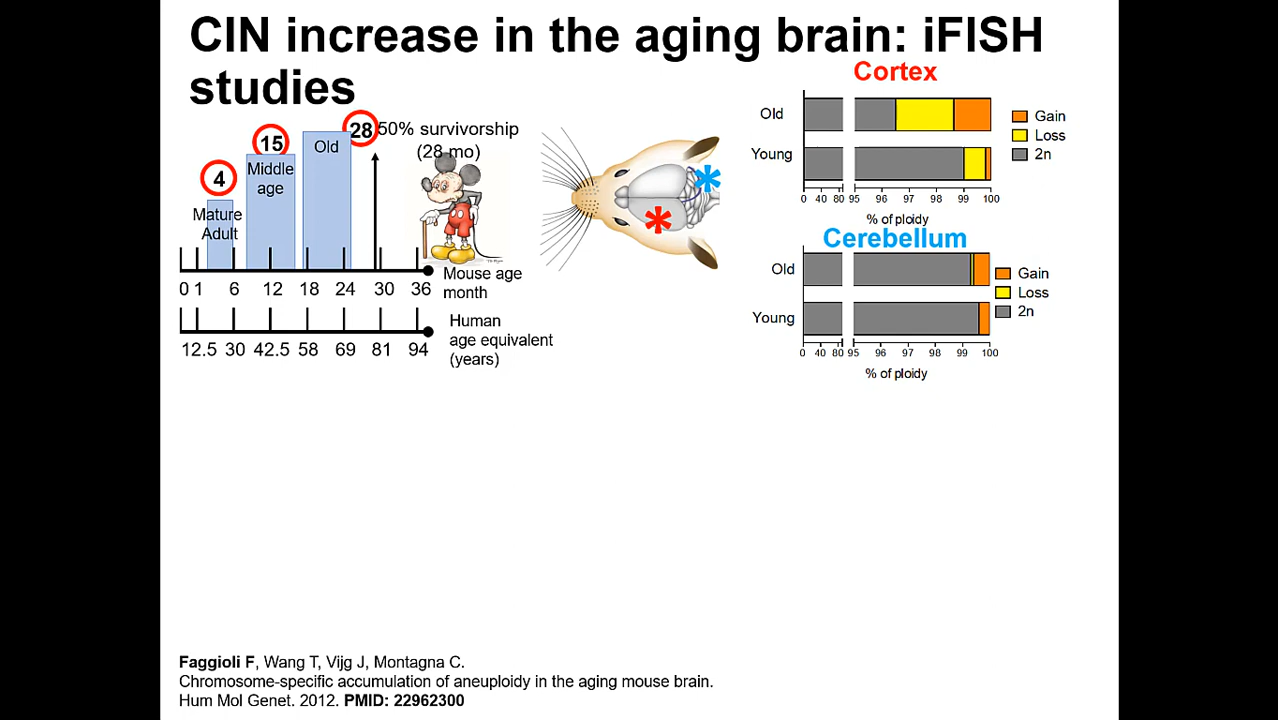 CIN increase in the aging brain: iFISH
studies
4
15
28
50% survivorship
(28 mo)
Mature
Adult
Middle
age
Old
0 1 6 12 18 24 30 36
Mouse age
month
12.5 30 42.5 58 69 81 94
Human
age equivalent
(years)
Cortex
Old
Young
Gain
Loss
2n
0 40 80 95 96 97 98 99 100
% of ploidy
Cerebellum
Old
Young
Gain
Loss
2n
0 40 80 95 96 97 98 99 100
% of ploidy
Faggioli F, Wang T, Vijg J, Montagna C.
Chromosome-specific accumulation of aneuploidy in the aging mouse brain.
Hum Mol Genet. 2012. PMID: 22962300